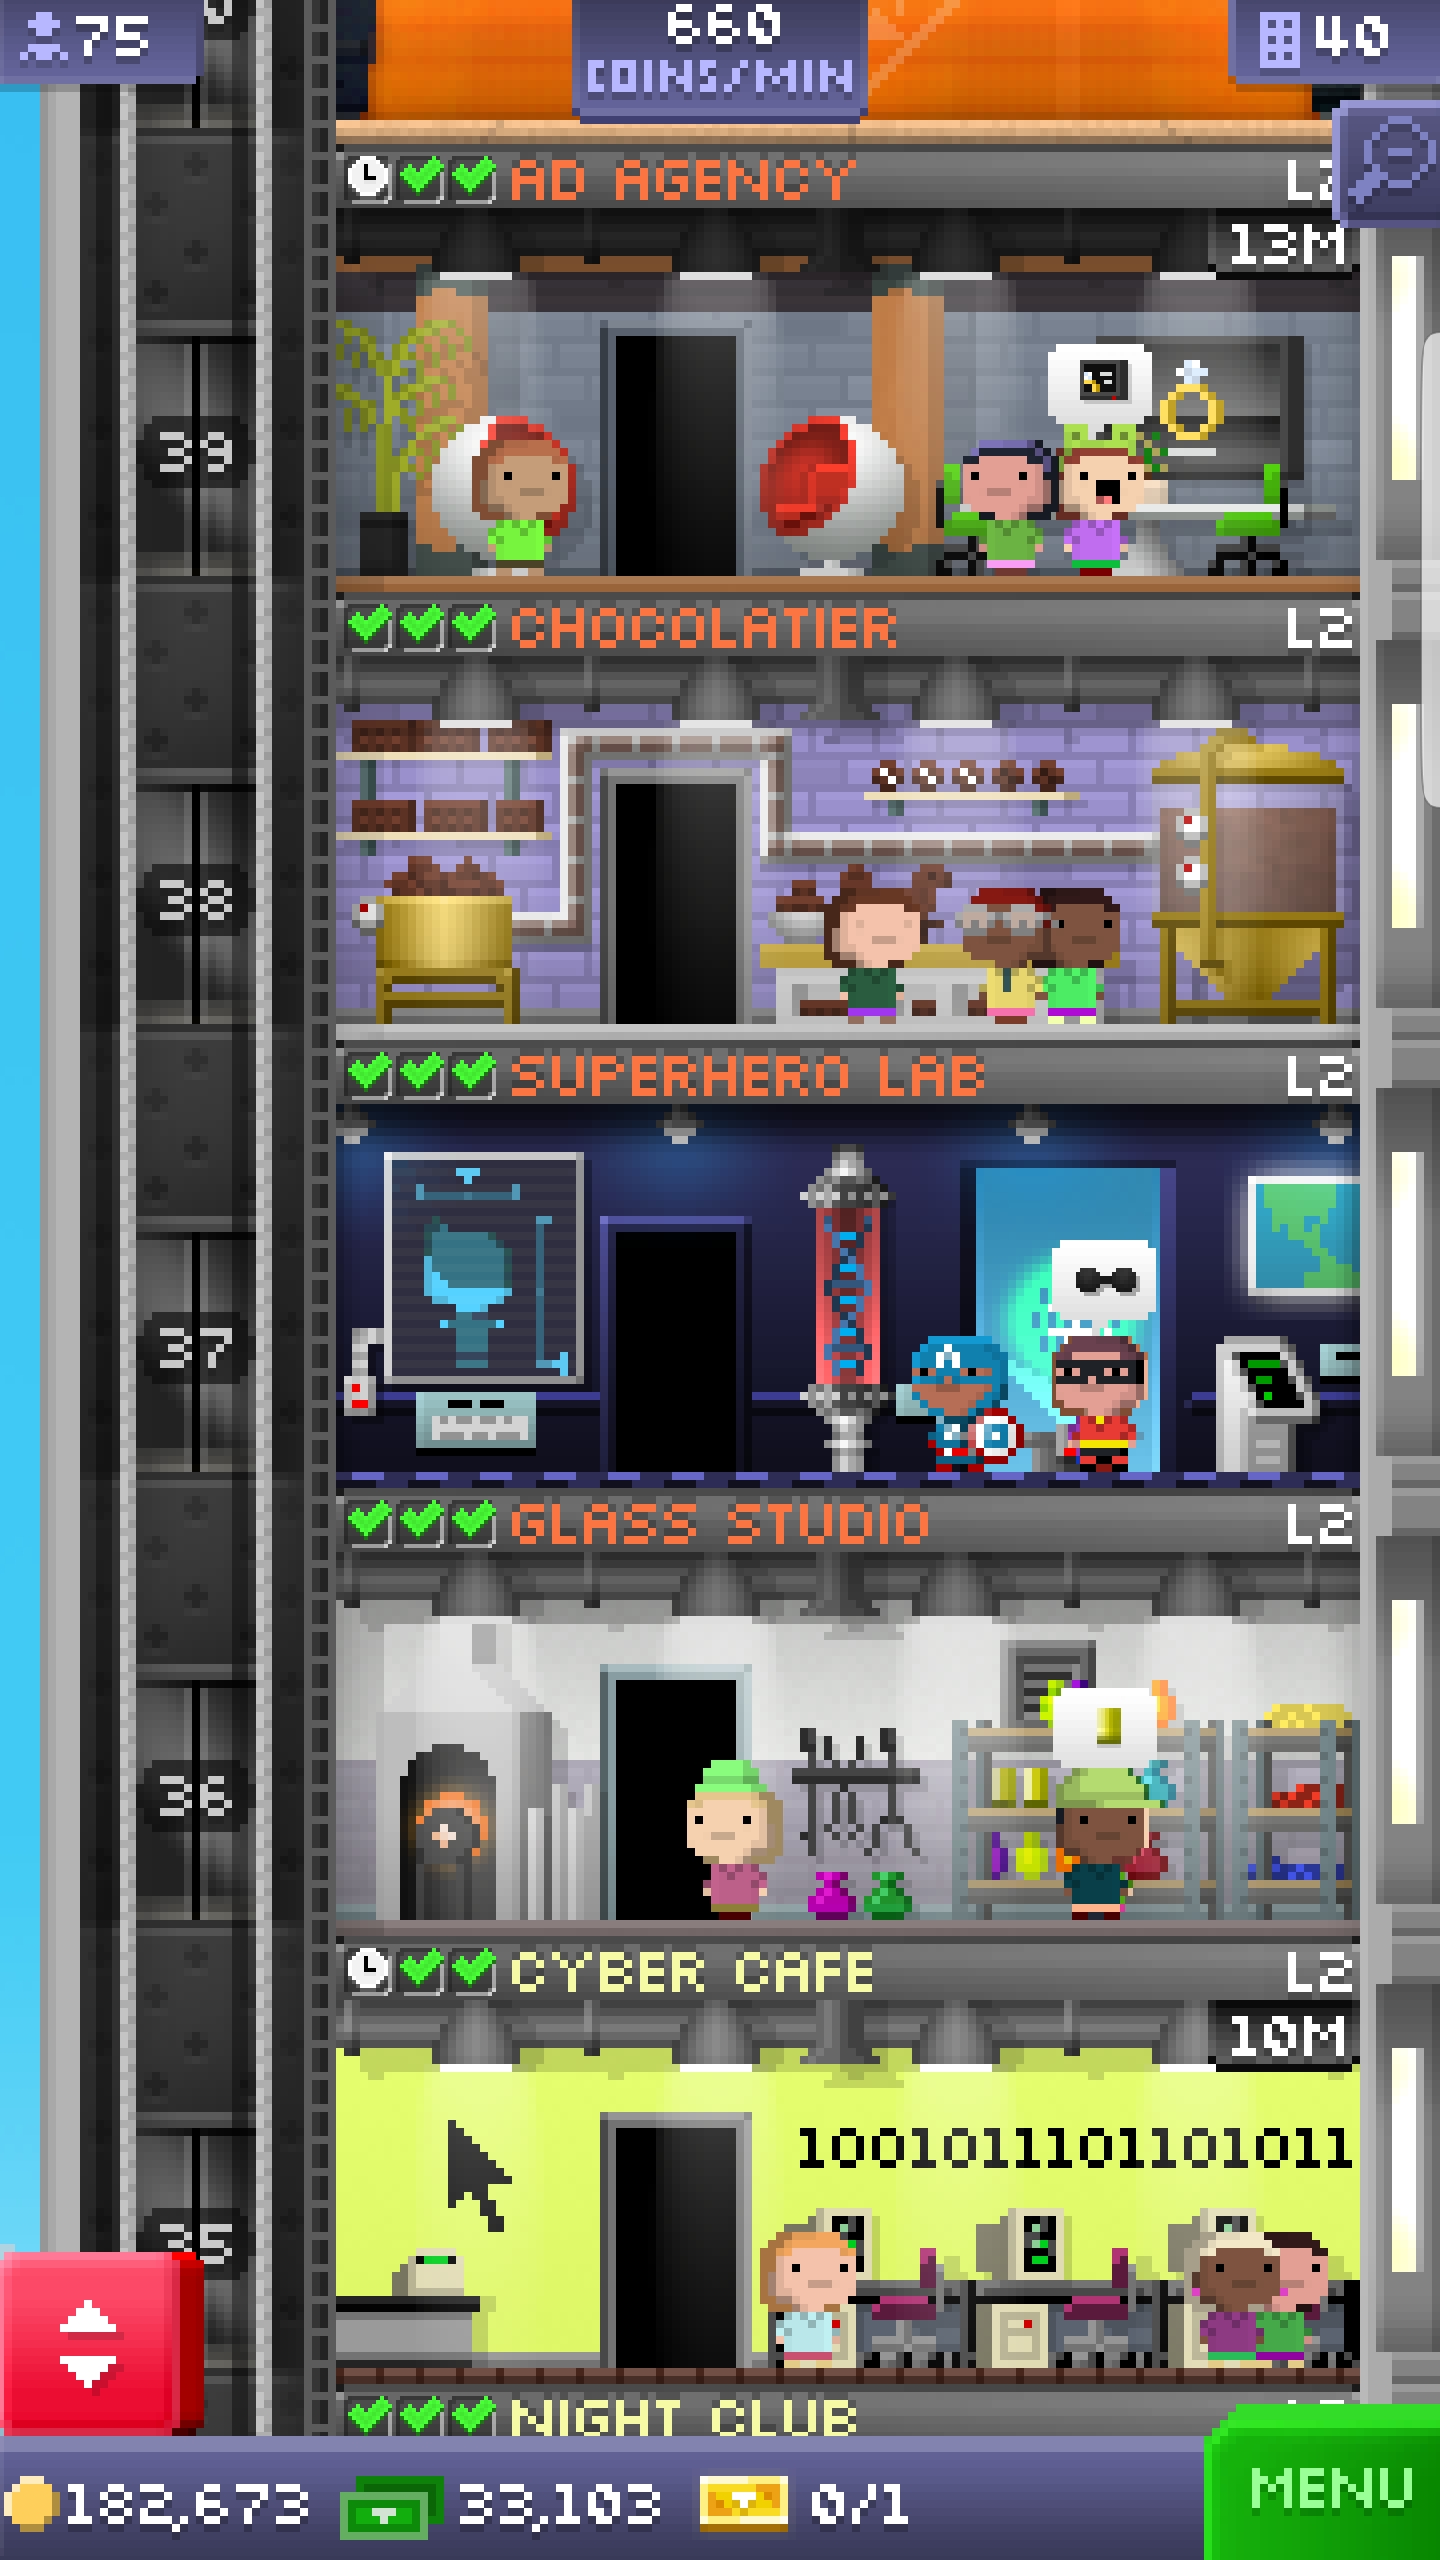 75
660
COINS/MIN
40
AD AGENCY
13M
39
CHOCOLATIER L2
38
SUPERHERO LAB L2
37
GLASS STUDIO L2
36
CYBER CAFE L2
10M
1001011101101011
35
NIGHT CLUB
182,673 33,103 0/1
MENU